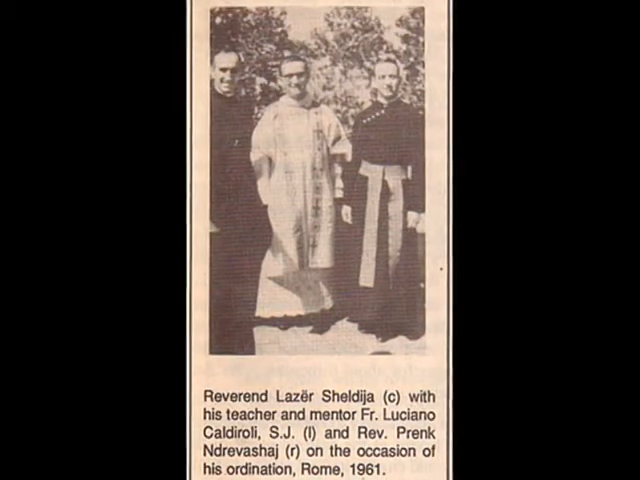 Reverend Lazër Sheldija (c) with
his teacher and mentor Fr. Luciano
Caldiroli, S.J. (l) and Rev. Prenk
Ndrevashaj (r) on the occasion of
his ordination, Rome, 1961.